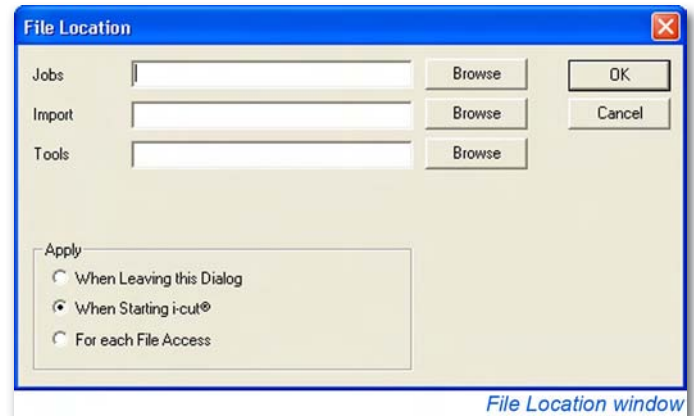 File Location
Jobs Browse OK
Import Browse Cancel
Tools Browse
Apply
When Leaving this Dialog
When Starting i-cut®
For each File Access
File Location window